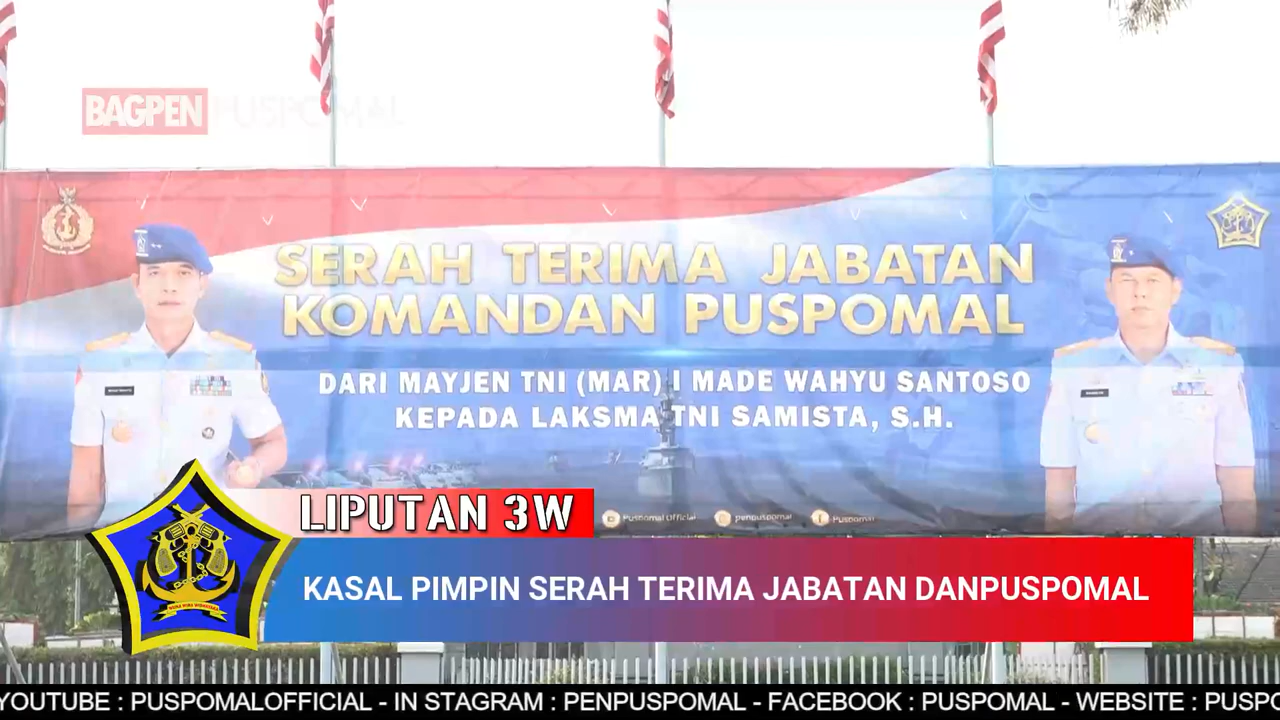 BAGPEN PUSPOMAL
SERAH TERIMA JABATAN
KOMANDAN PUSPOMAL
DARI MAYJEN TNI (MAR) I MADE WAHYU SANTOSO
KEPADA LAKSMA TNI SAMISTA, S.H.
Puspomal Official penpuspomal Puspomal
LIPUTAN 3W
KASAL PIMPIN SERAH TERIMA JABATAN DANPUSPOMAL
YOUTUBE : PUSPOMALOFFICIAL - IN STAGRAM : PENPUSPOMAL - FACEBOOK : PUSPOMAL - WEBSITE : PUSPO